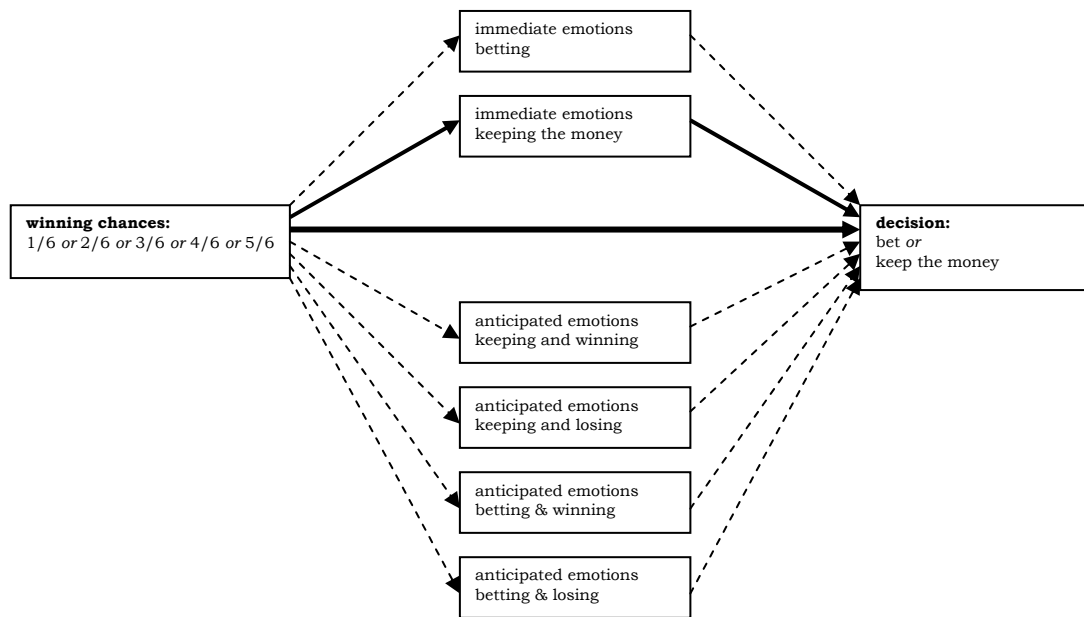 immediate emotions
betting
immediate emotions
keeping the money
winning chances:
1/6 or 2/6 or 3/6 or 4/6 or 5/6
decision:
bet or
keep the money
anticipated emotions
keeping and winning
anticipated emotions
keeping and losing
anticipated emotions
betting & winning
anticipated emotions
betting & losing